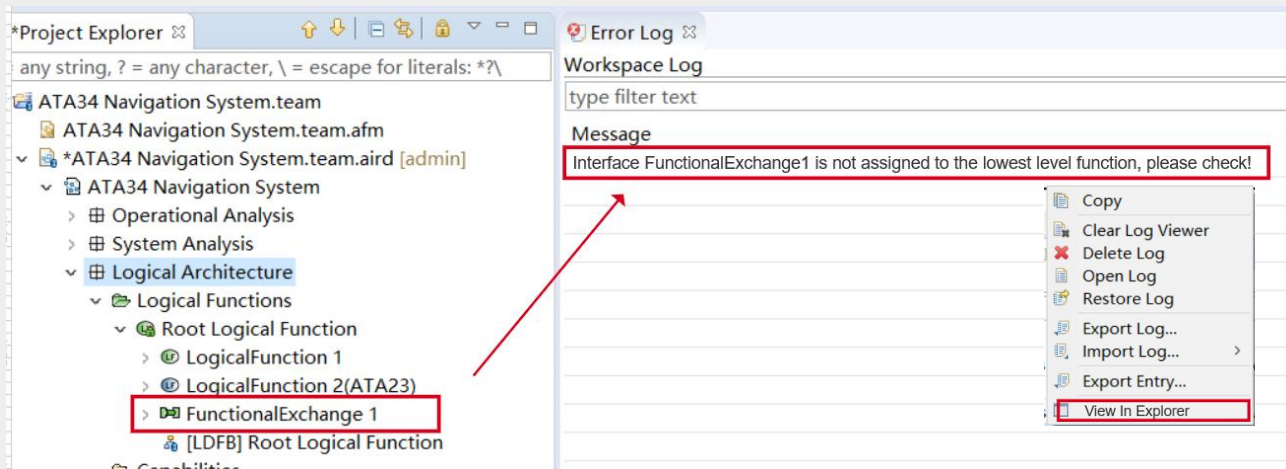 *Project Explorer
any string, ? = any character, \ = escape for literals: *?\
ATA34 Navigation System.team
ATA34 Navigation System.team.afm
*ATA34 Navigation System.team.aird [admin]
ATA34 Navigation System
Operational Analysis
System Analysis
Logical Architecture
Logical Functions
Root Logical Function
LogicalFunction 1
LogicalFunction 2(ATA23)
FunctionalExchange 1
[LDFB] Root Logical Function
Capabilities
Error Log
Workspace Log
type filter text
Message
Interface FunctionalExchange1 is not assigned to the lowest level function, please check!
Copy
Clear Log Viewer
Delete Log
Open Log
Restore Log
Export Log...
Import Log...
Export Entry...
View In Explorer